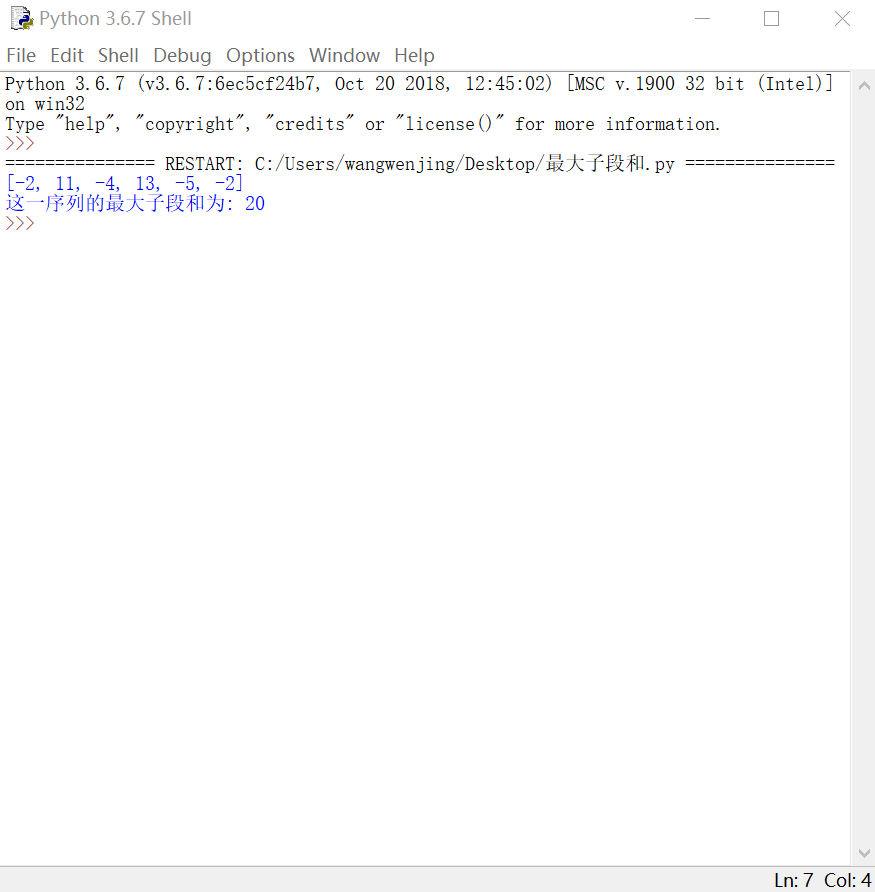 Python 3.6.7 Shell
File Edit Shell Debug Options Window Help
Python 3.6.7 (v3.6.7:6ec5cf24b7, Oct 20 2018, 12:45:02) [MSC v.1900 32 bit (Intel)]
on win32
Type "help", "copyright", "credits" or "license()" for more information.
>>>
=============== RESTART: C:/Users/wangwenjing/Desktop/最大子段和.py ===============
[-2, 11, -4, 13, -5, -2]
这一序列的最大子段和为: 20
>>>
Ln: 7 Col: 4